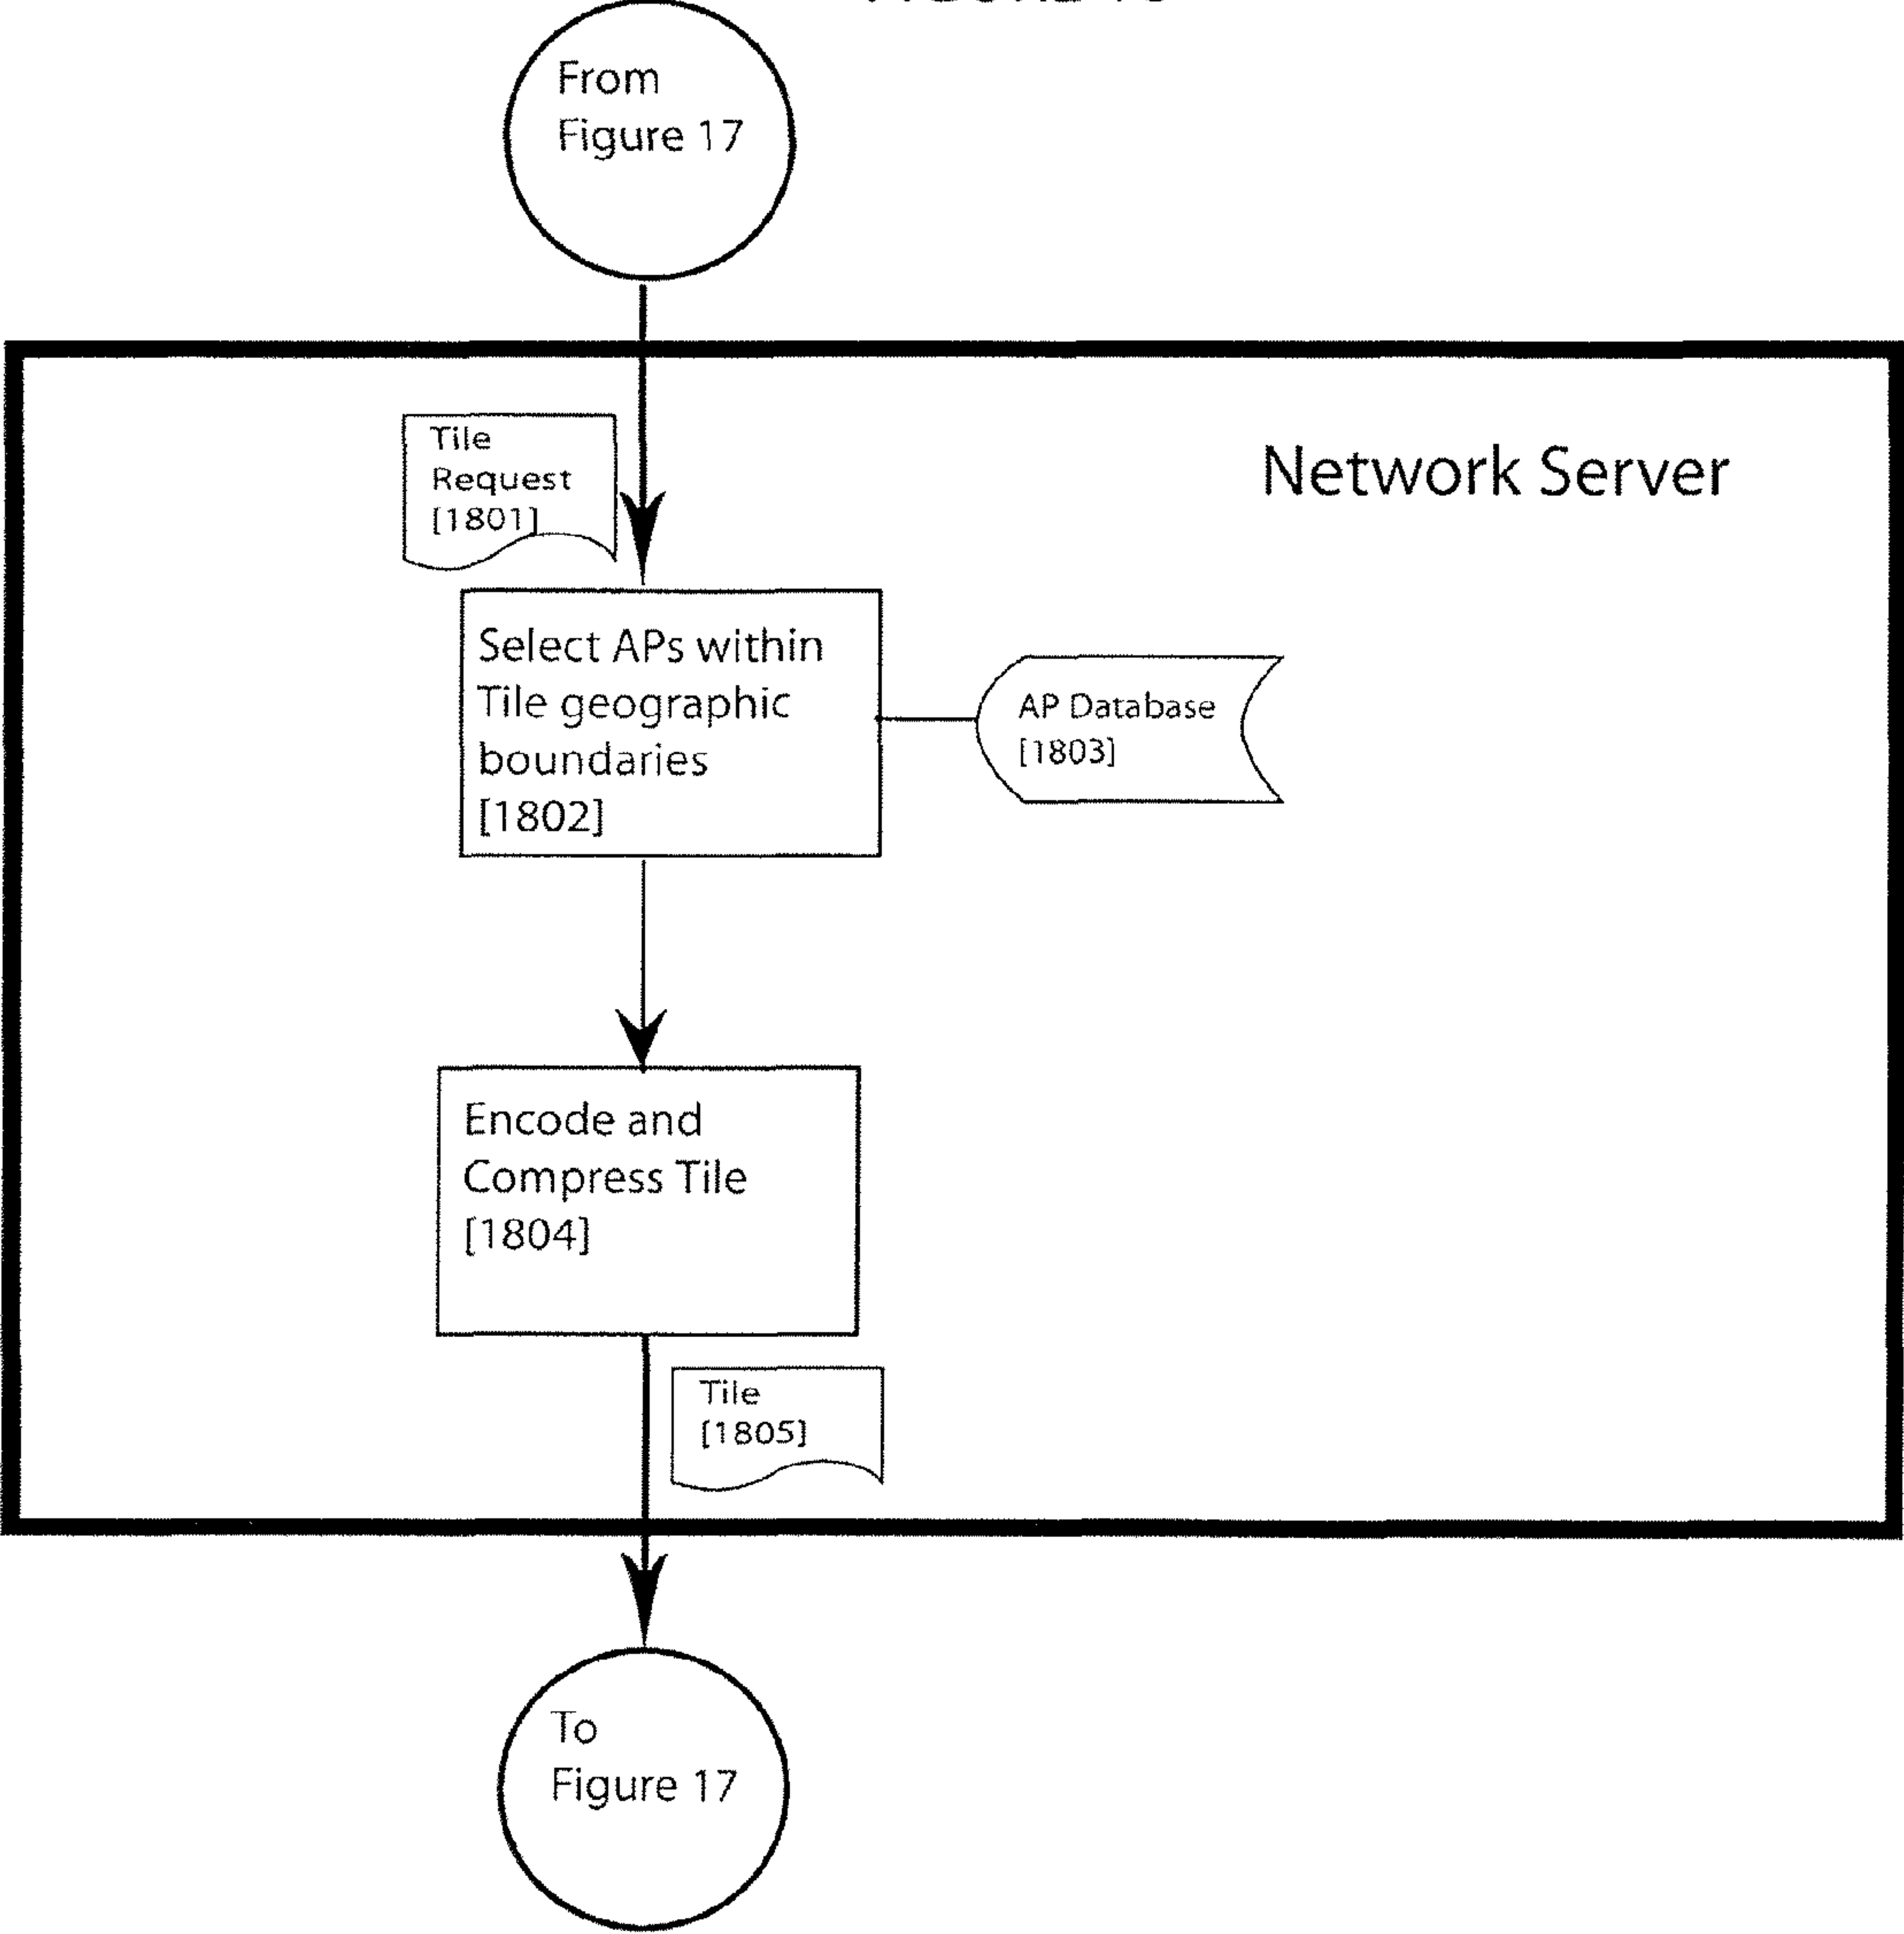 From
Figure 17
Tile
Request
[1801]
Network Server
Select APs within
Tile geographic
boundaries
[1802]
AP Database
[1803]
Encode and
Compress Tile
[1804]
Tile
[1805]
To
Figure 17